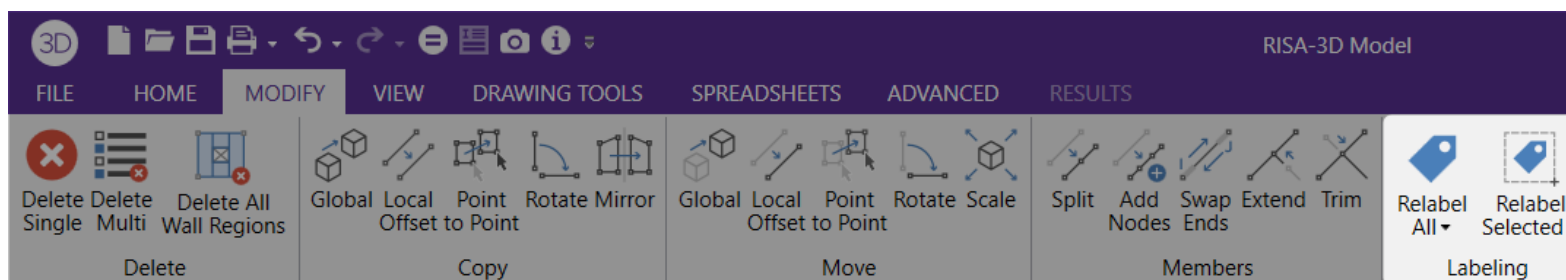 3D
RISA-3D Model
FILE HOME MODIFY VIEW DRAWING TOOLS SPREADSHEETS ADVANCED RESULTS
Delete Single
Delete Multi
Delete All Wall Regions
Delete
Global
Local Offset
Point to Point
Rotate
Mirror
Copy
Global
Local Offset
Point to Point
Rotate
Scale
Move
Split
Add Nodes
Swap Ends
Extend
Trim
Members
Relabel All
Relabel Selected
Labeling